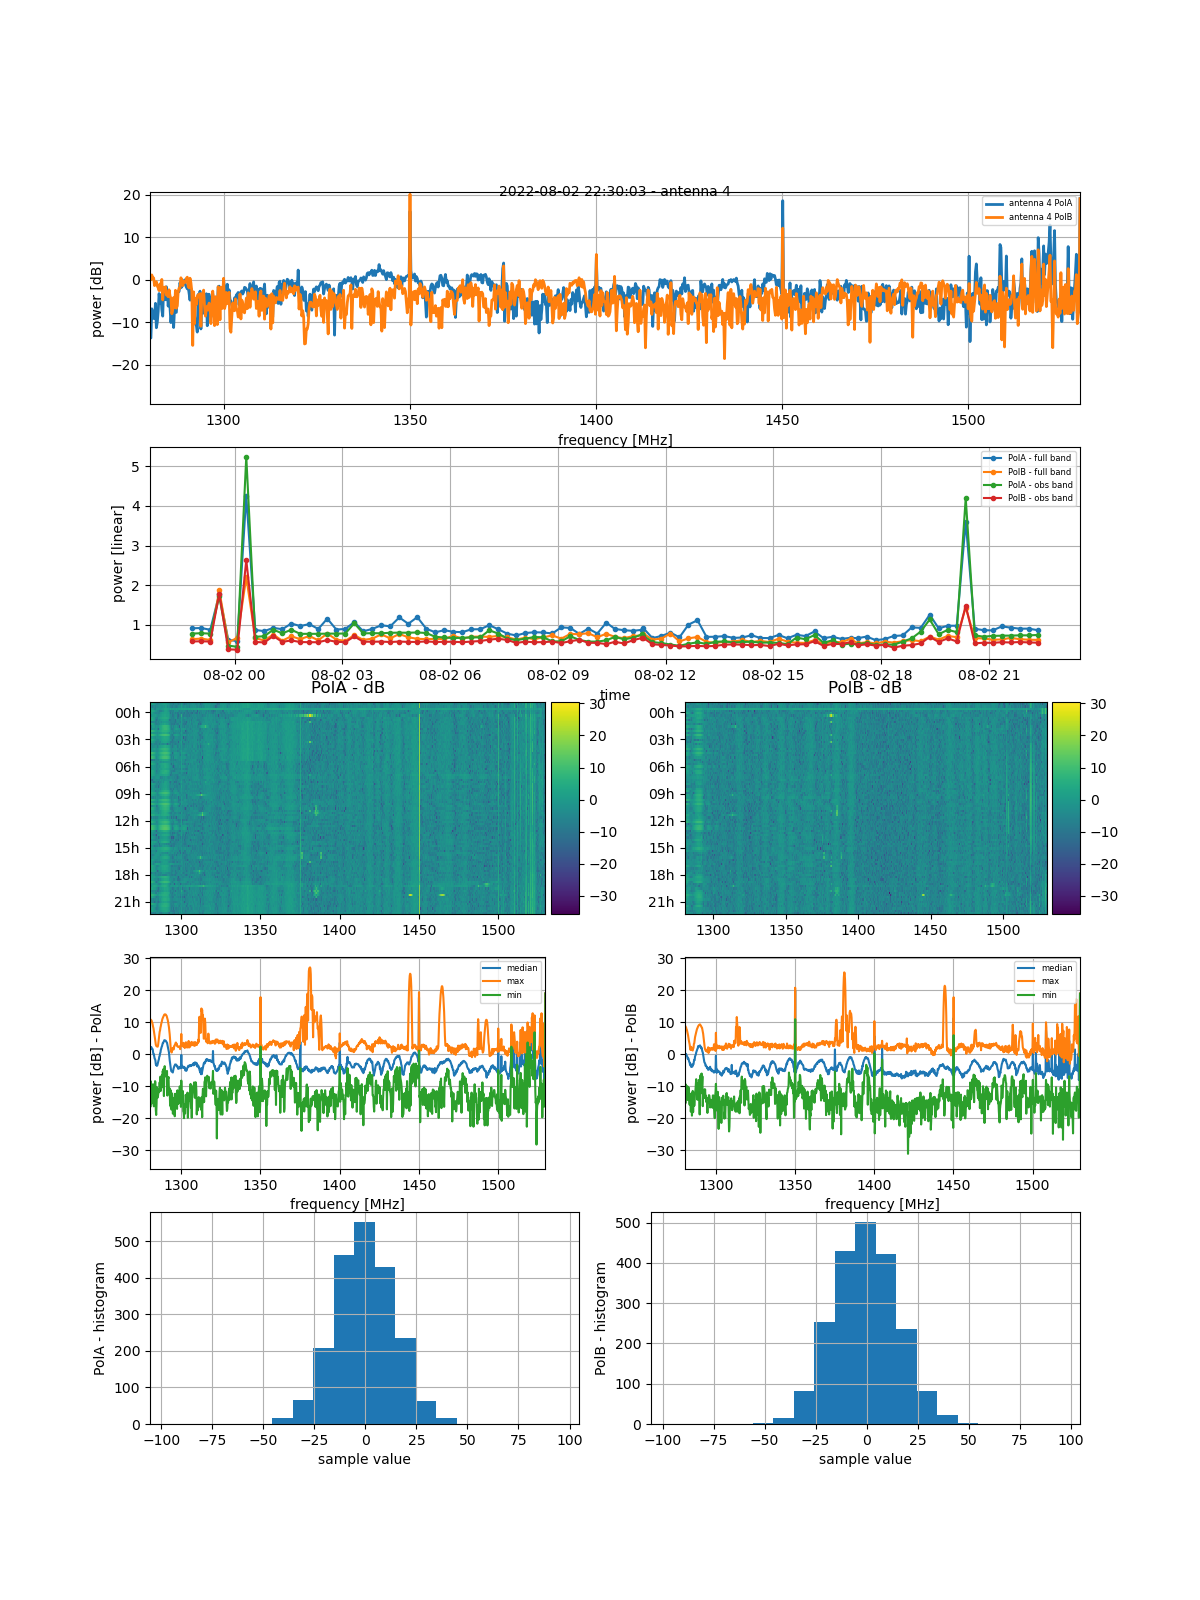 2022-08-02 22:30:03 - antenna 4
power [dB]
20
10
0
−10
−20
antenna 4 PolA
antenna 4 PolB
1300 1350 1400 1450 1500
frequency [MHz]
power [linear]
5
4
3
2
1
PolA - full band
PolB - full band
PolA - obs band
PolB - obs band
08-02 00 08-02 03 08-02 06 08-02 09 08-02 12 08-02 15 08-02 18 08-02 21
time
PolA - dB
00h
03h
06h
09h
12h
15h
18h
21h
1300 1350 1400 1450 1500
30
20
10
0
−10
−20
−30
PolB - dB
00h
03h
06h
09h
12h
15h
18h
21h
1300 1350 1400 1450 1500
30
20
10
0
−10
−20
−30
power [dB] - PolA
30
20
10
0
−10
−20
−30
median
max
min
1300 1350 1400 1450 1500
frequency [MHz]
power [dB] - PolB
30
20
10
0
−10
−20
−30
median
max
min
1300 1350 1400 1450 1500
frequency [MHz]
PolA - histogram
500
400
300
200
100
0
−100 −75 −50 −25 0 25 50 75 100
sample value
PolB - histogram
500
400
300
200
100
0
−100 −75 −50 −25 0 25 50 75 100
sample value